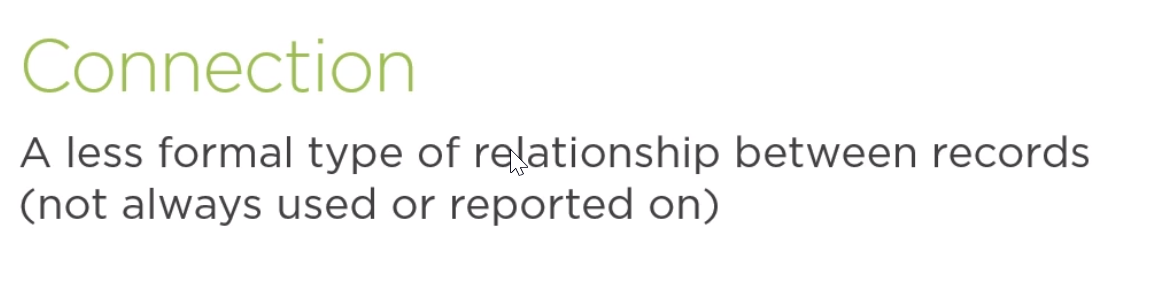 Connection
A less formal type of relationship between records
(not always used or reported on)